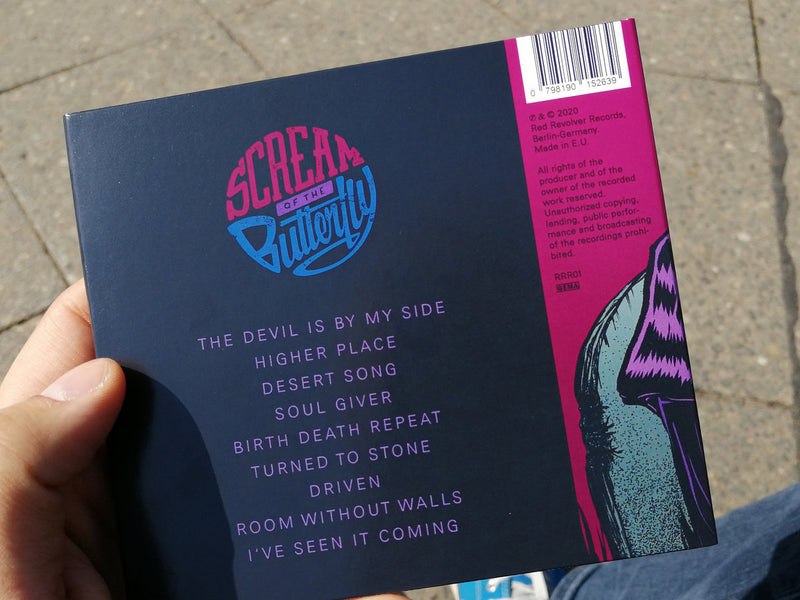 SCREAM
OF THE
Butterfly
THE DEVIL IS BY MY SIDE
HIGHER PLACE
DESERT SONG
SOUL GIVER
BIRTH DEATH REPEAT
TURNED TO STONE
DRIVEN
ROOM WITHOUT WALLS
I'VE SEEN IT COMING
0 798190 152639
℗ & © 2020
Red Revolver Records,
Berlin-Germany.
Made in E.U.
All rights of the
producer and of the
owner of the recorded
work reserved.
Unauthorized copying,
lending, public perfor-
mance and broadcasting
of the recordings prohi-
bited.
RRR01
GEMA